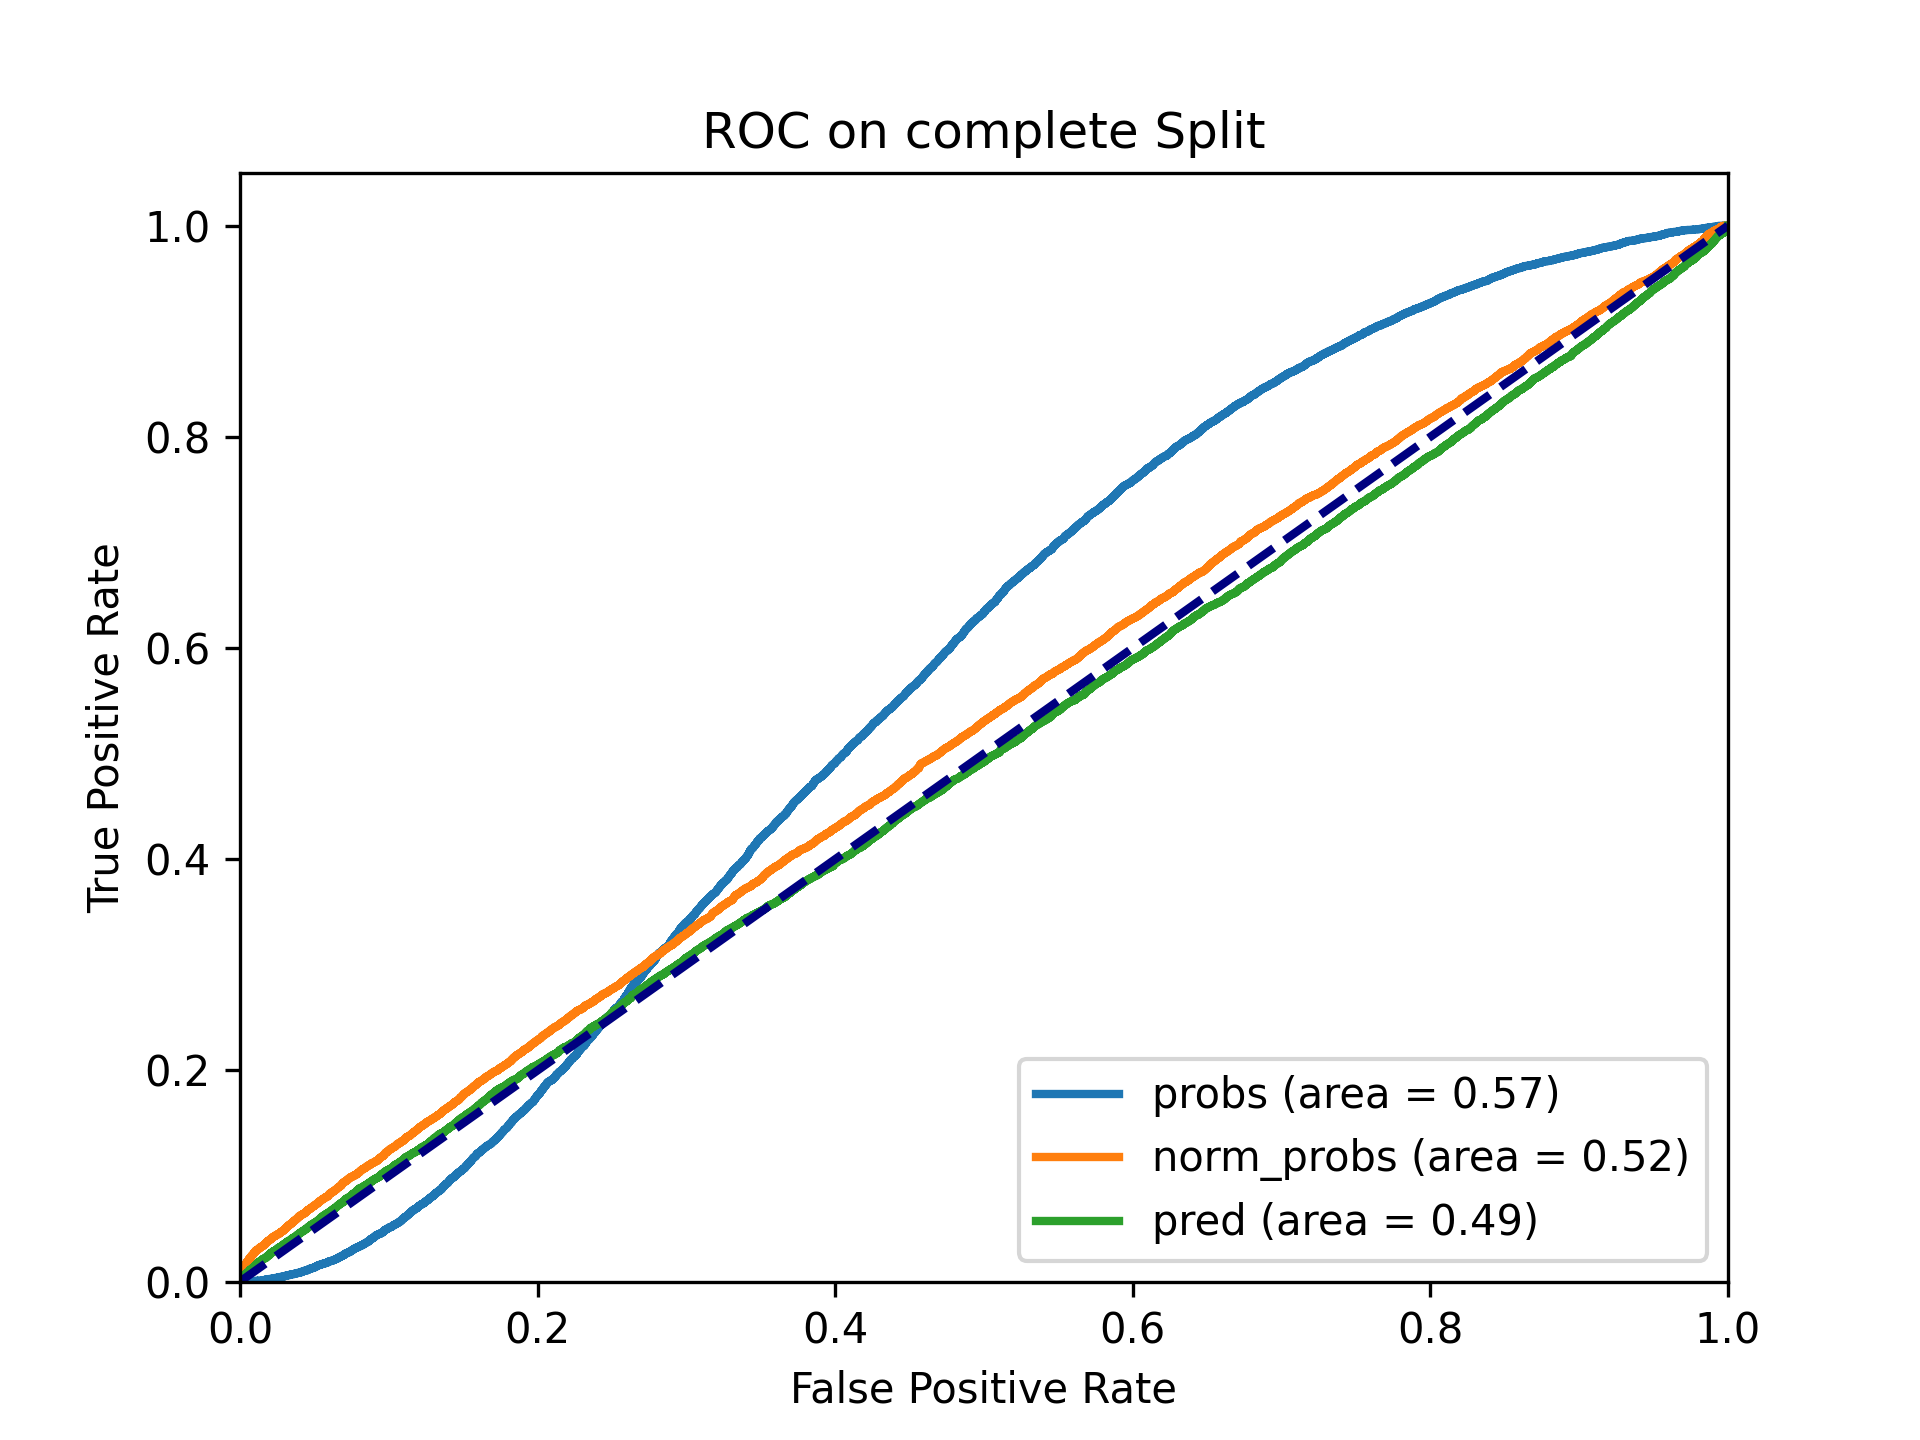 ROC on complete Split
True Positive Rate
1.0
0.8
0.6
0.4
0.2
0.0
probs (area = 0.57)
norm_probs (area = 0.52)
pred (area = 0.49)
0.0 0.2 0.4 0.6 0.8 1.0
False Positive Rate